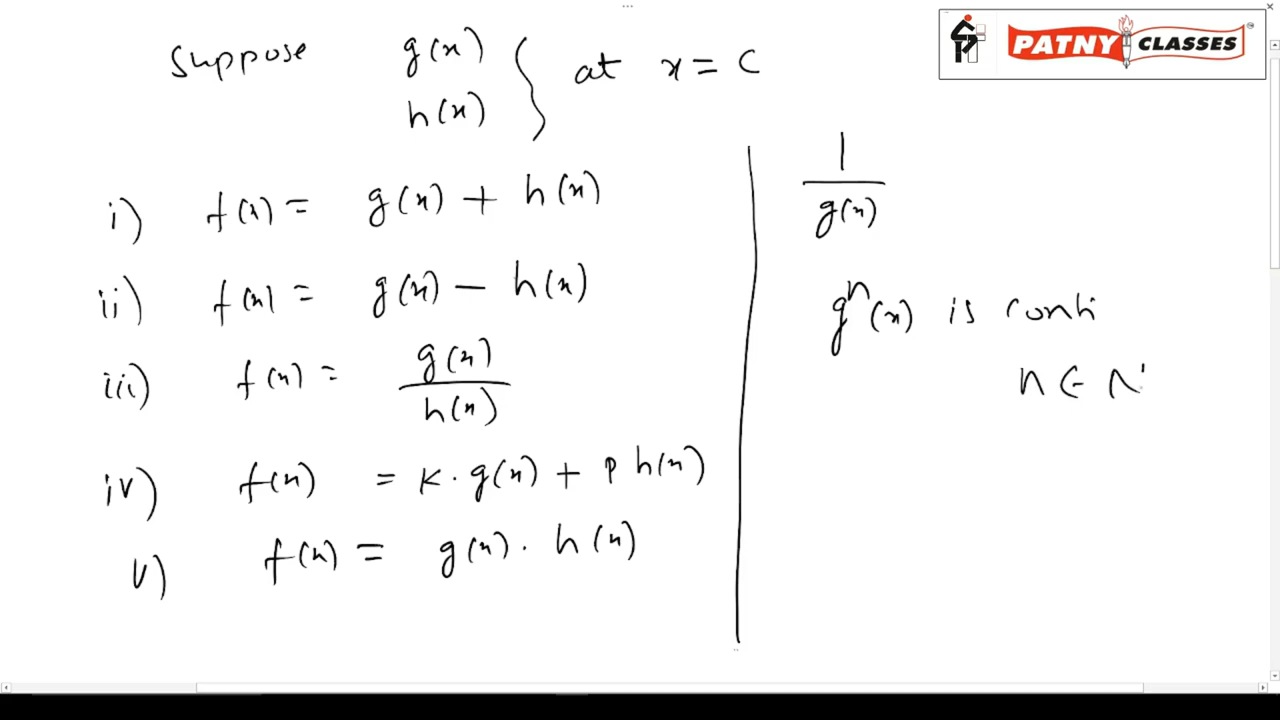 Suppose g(x) } at x = c
h(x)
i) f(x) = g(x) + h(x)
ii) f(x) = g(x) - h(x)
iii) f(x) = g(x) / h(x)
iv) f(x) = K · g(x) + p h(x)
v) f(x) = g(x) · h(x)
PATNY CLASSES
1 / g(x)
gⁿ(x) is conti
n ∈ N